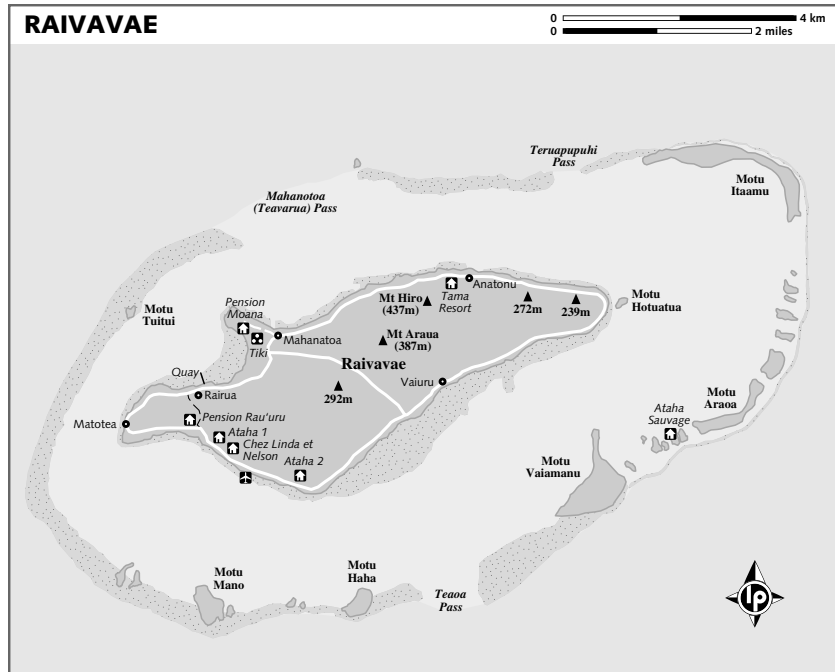 RAIVAVAE
0 4 km
0 2 miles
Teruapupuhi
Pass
Motu
Itaamu
Mahanotoa
(Teavarua) Pass
Motu
Tuitui
Pension
Moana
Tiki
Mahanatoa
Mt Hiro
(437m)
Tama
Resort
Anatonu
272m
239m
Motu
Hotuatua
Mt Araua
(387m)
Raivavae
292m
Vaiuru
Quay
Rairua
Matotea
Pension Rau'uru
Ataha 1
Chez Linda et
Nelson
Ataha 2
Motu
Araoa
Ataha
Sauvage
Motu
Vaiamanu
Motu
Mano
Motu
Haha
Teaoa
Pass
lp